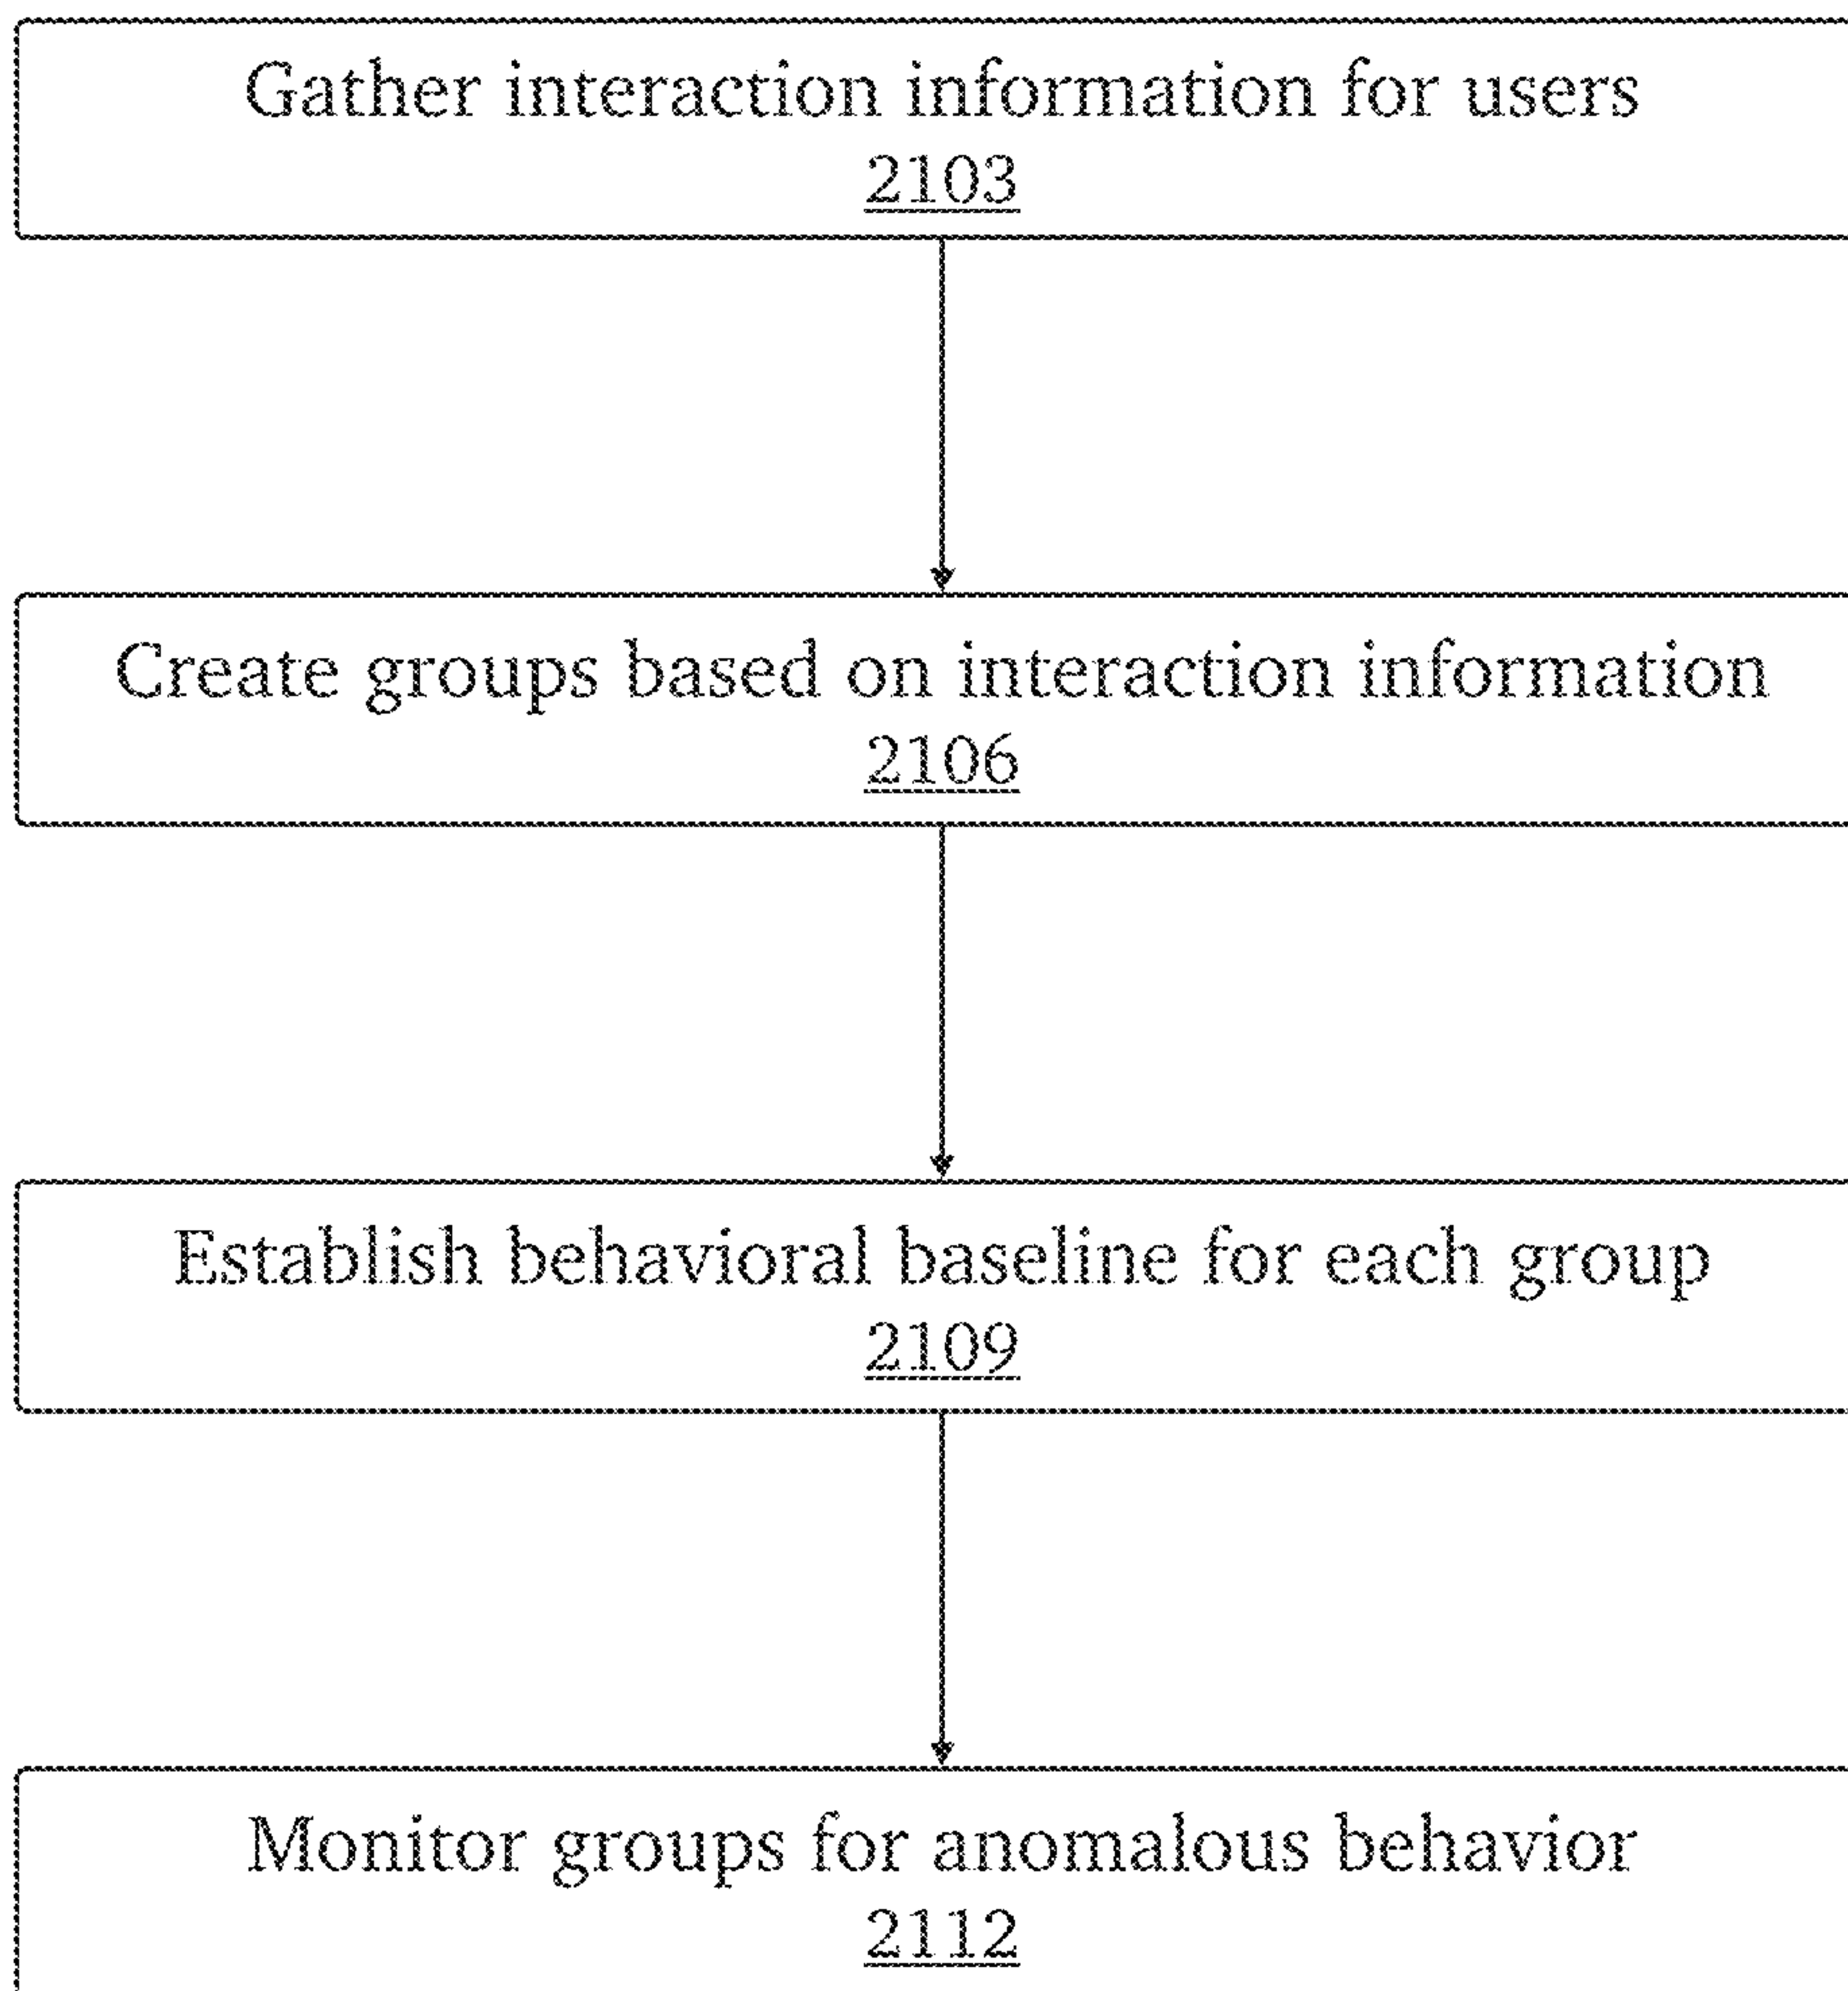 Gather interaction information for users
2103
Create groups based on interaction information
2106
Establish behavioral baseline for each group
2109
Monitor groups for anomalous behavior
2112